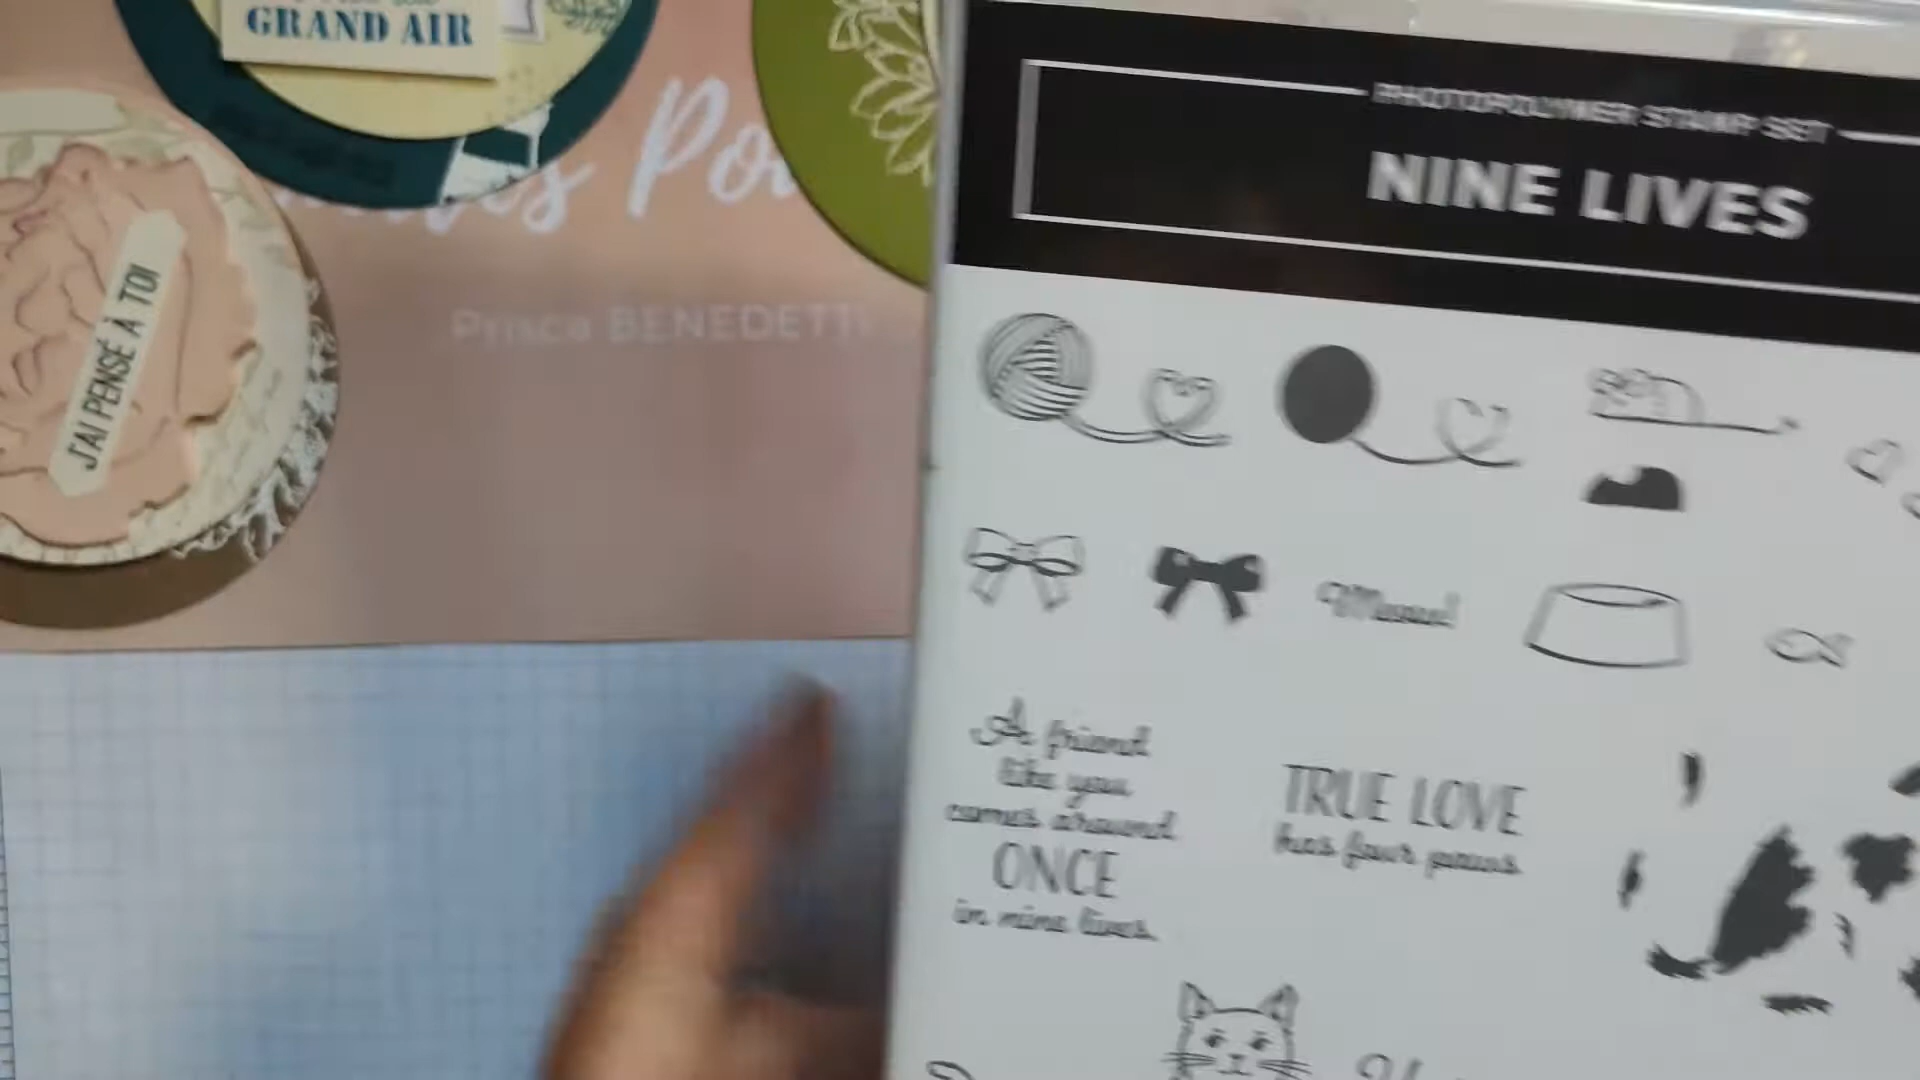 GRAND AIR
J'AI PENSÉ À TOI
Prisca BENEDETTI
PHOTOPOLYMER STAMP SET
NINE LIVES
Meow!
A friend
like you
comes around
ONCE
in nine lives.
TRUE LOVE
has four paws.